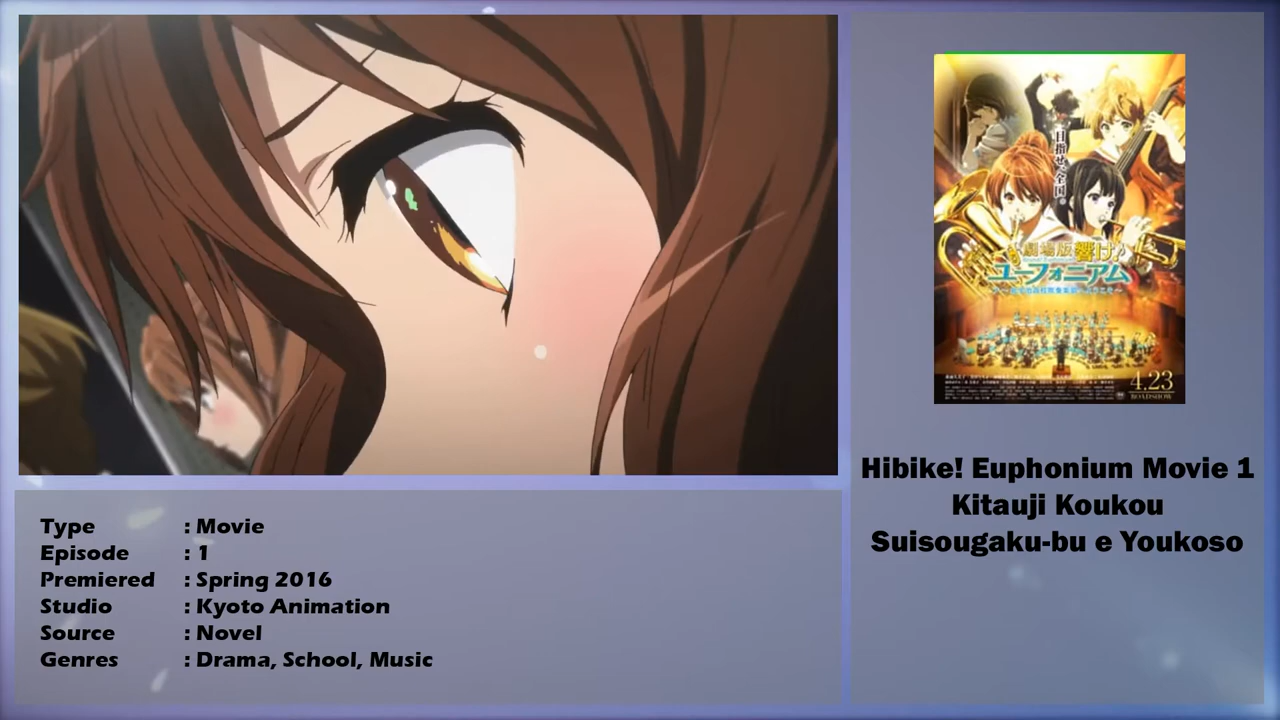 目指せ、全国。
劇場版 響け!
ユーフォニアム
4.23
ROADSHOW
Hibike! Euphonium Movie 1
Kitauji Koukou
Suisougaku-bu e Youkoso
Type : Movie
Episode : 1
Premiered : Spring 2016
Studio : Kyoto Animation
Source : Novel
Genres : Drama, School, Music